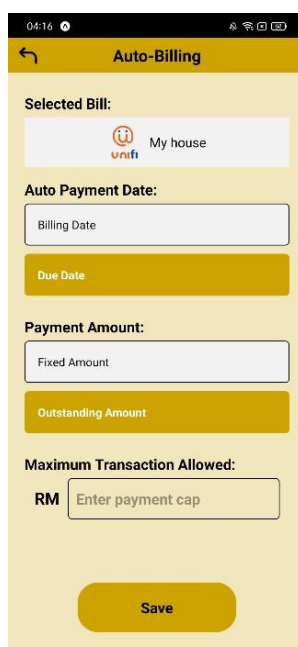 04:16
Auto-Billing
Selected Bill:
unifi My house
Auto Payment Date:
Billing Date
Due Date
Payment Amount:
Fixed Amount
Outstanding Amount
Maximum Transaction Allowed:
RM Enter payment cap
Save